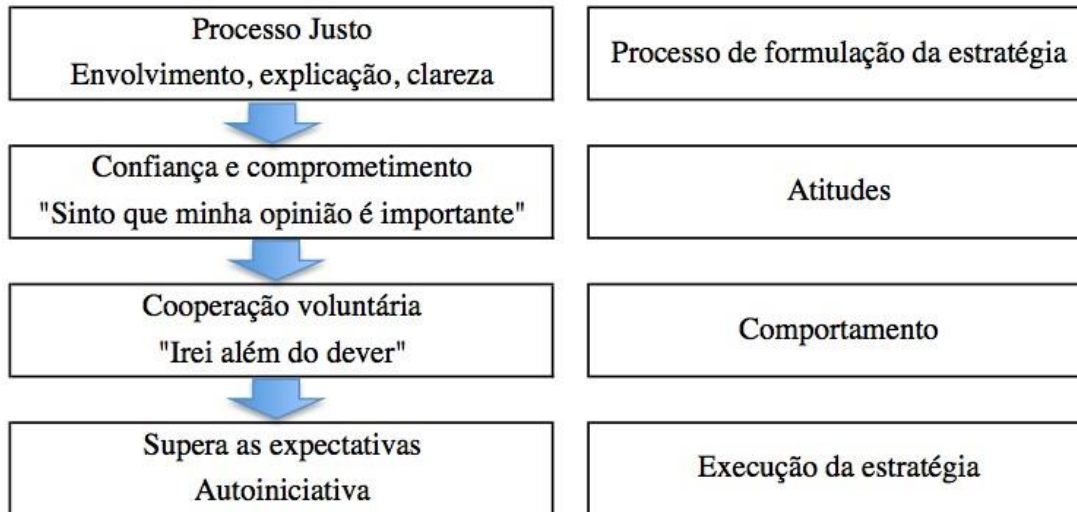 Processo Justo
Envolvimento, explicação, clareza
Processo de formulação da estratégia
Confiança e comprometimento
"Sinto que minha opinião é importante"
Atitudes
Cooperação voluntária
"Irei além do dever"
Comportamento
Supera as expectativas
Autoiniciativa
Execução da estratégia